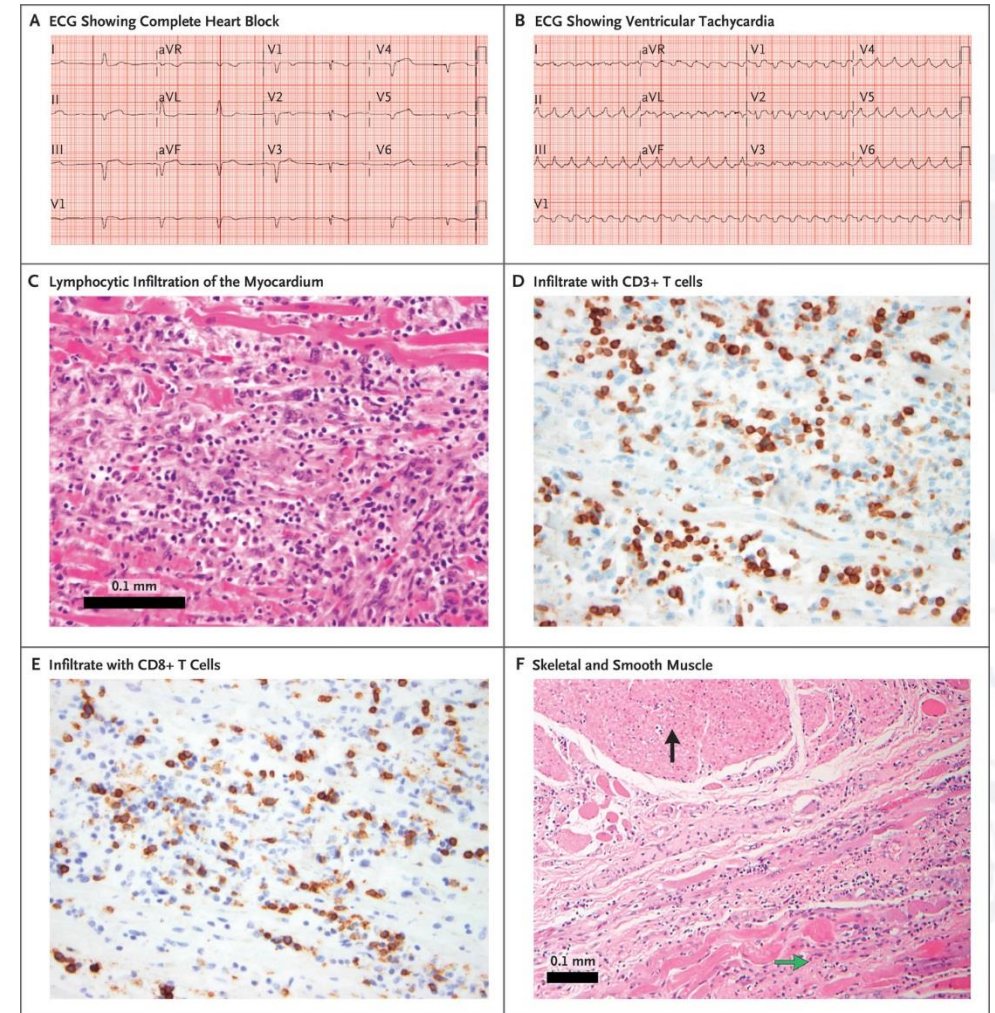 A ECG Showing Complete Heart Block
I aVR V1 V4
II aVL V2 V5
III aVF V3 V6
V1
B ECG Showing Ventricular Tachycardia
I aVR V1 V4
II aVL V2 V5
III aVF V3 V6
V1
C Lymphocytic Infiltration of the Myocardium
0.1 mm
D Infiltrate with CD3+ T cells
E Infiltrate with CD8+ T Cells
F Skeletal and Smooth Muscle
0.1 mm